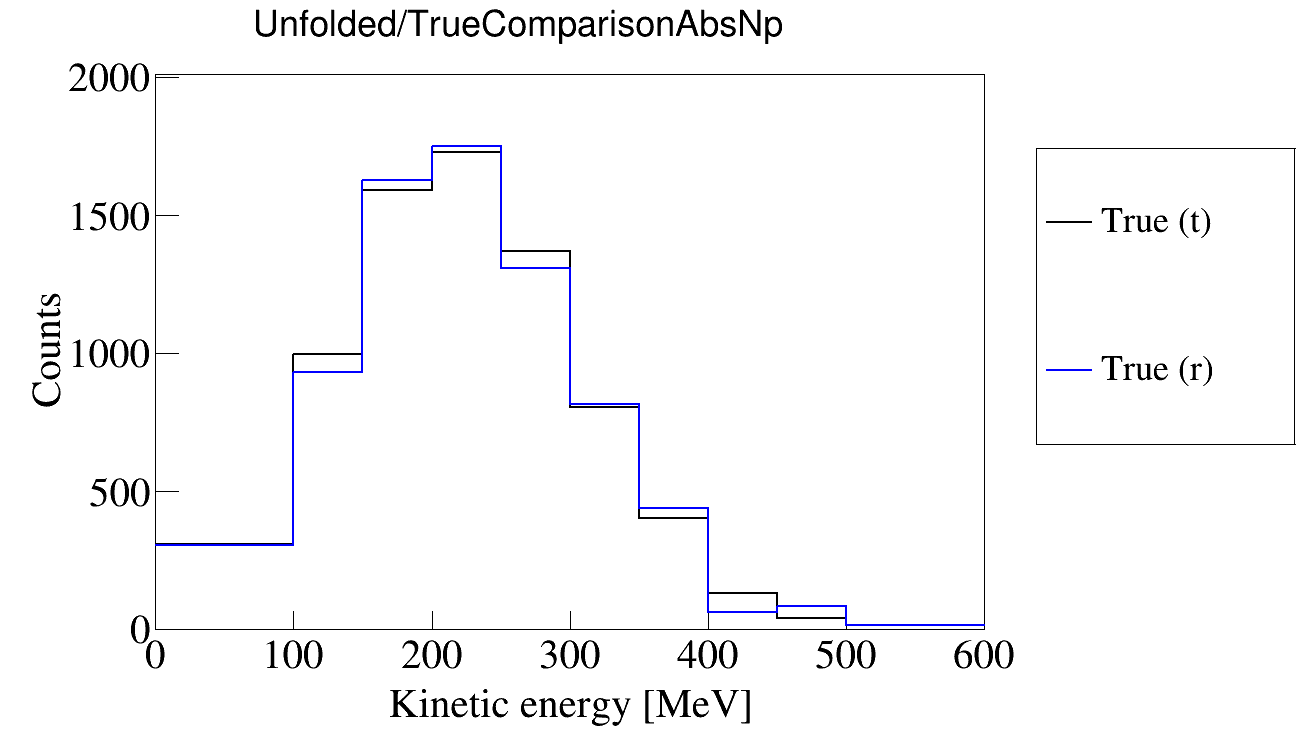 Unfolded/TrueComparisonAbsNp
2000
1500
1000
500
0
Counts
0 100 200 300 400 500 600
Kinetic energy [MeV]
True (t)
True (r)